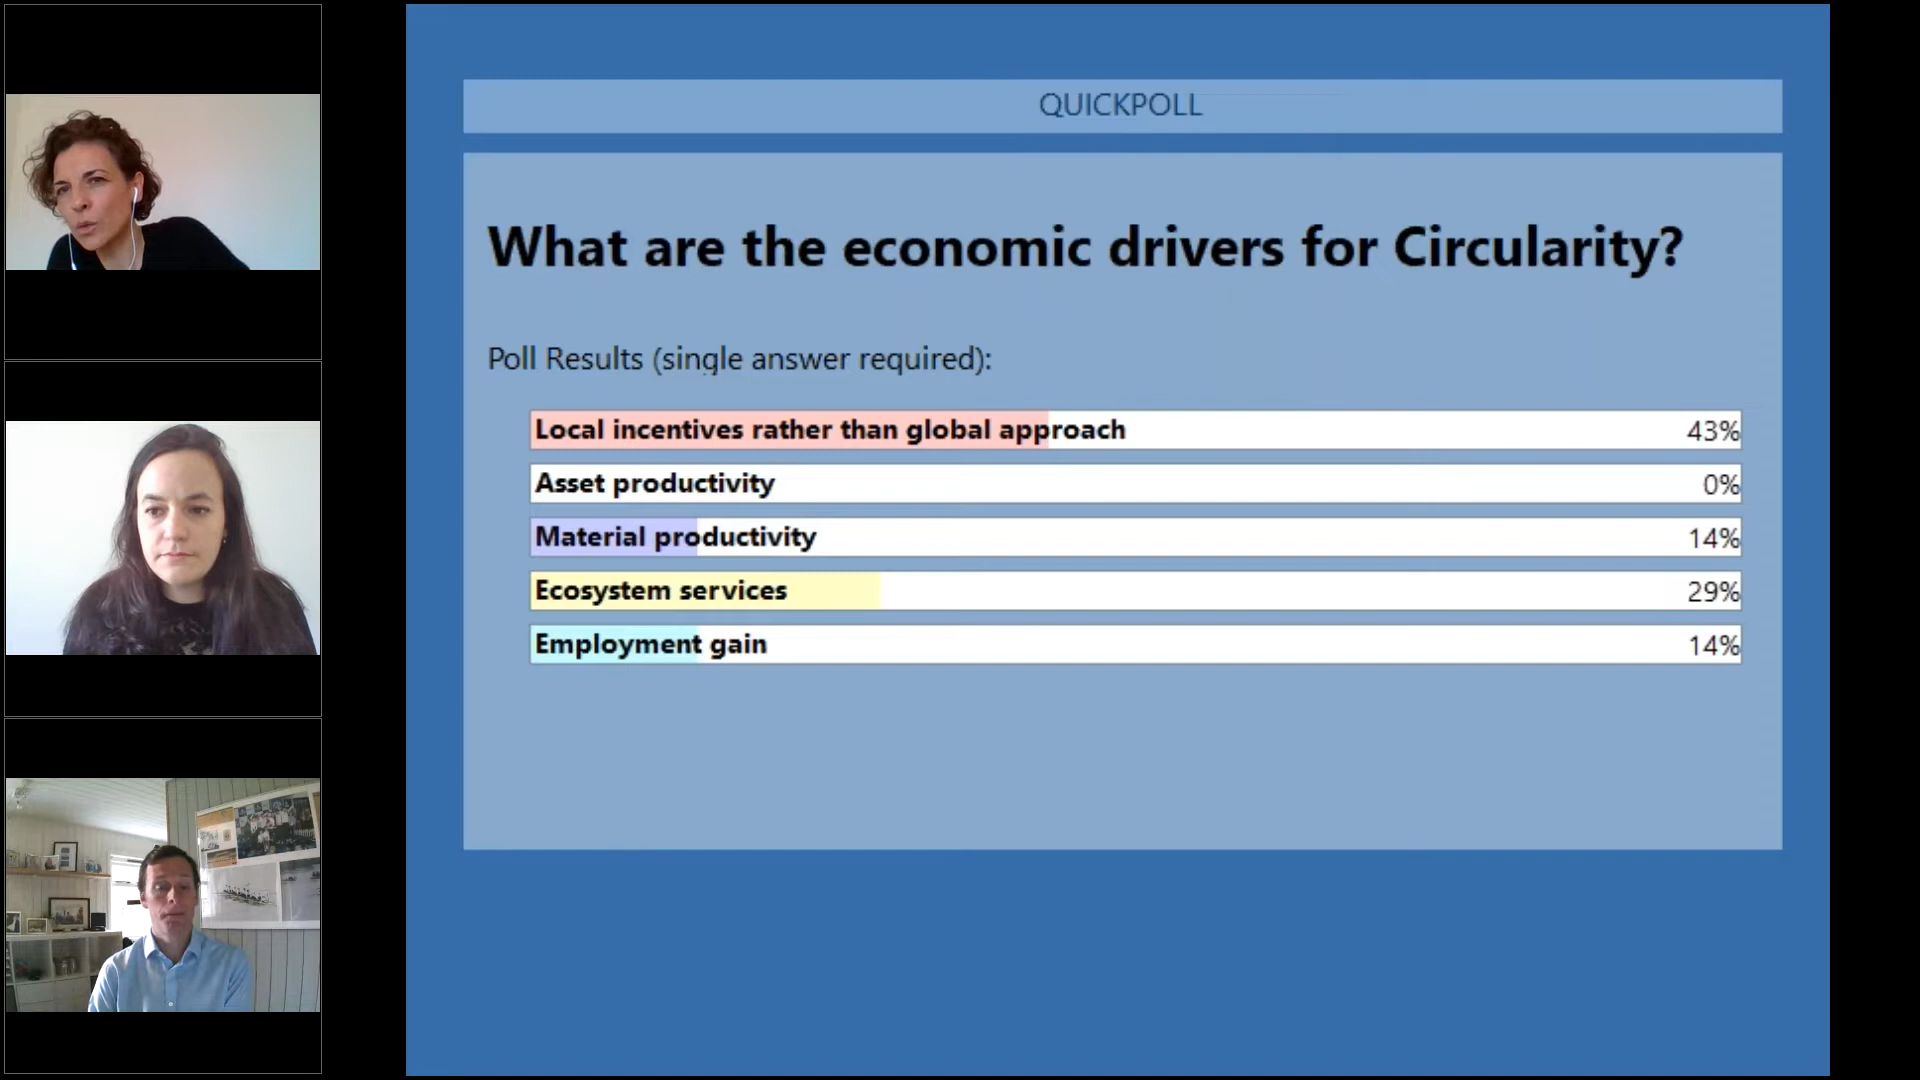 QUICKPOLL
What are the economic drivers for Circularity?
Poll Results (single answer required):
Local incentives rather than global approach 43%
Asset productivity 0%
Material productivity 14%
Ecosystem services 29%
Employment gain 14%